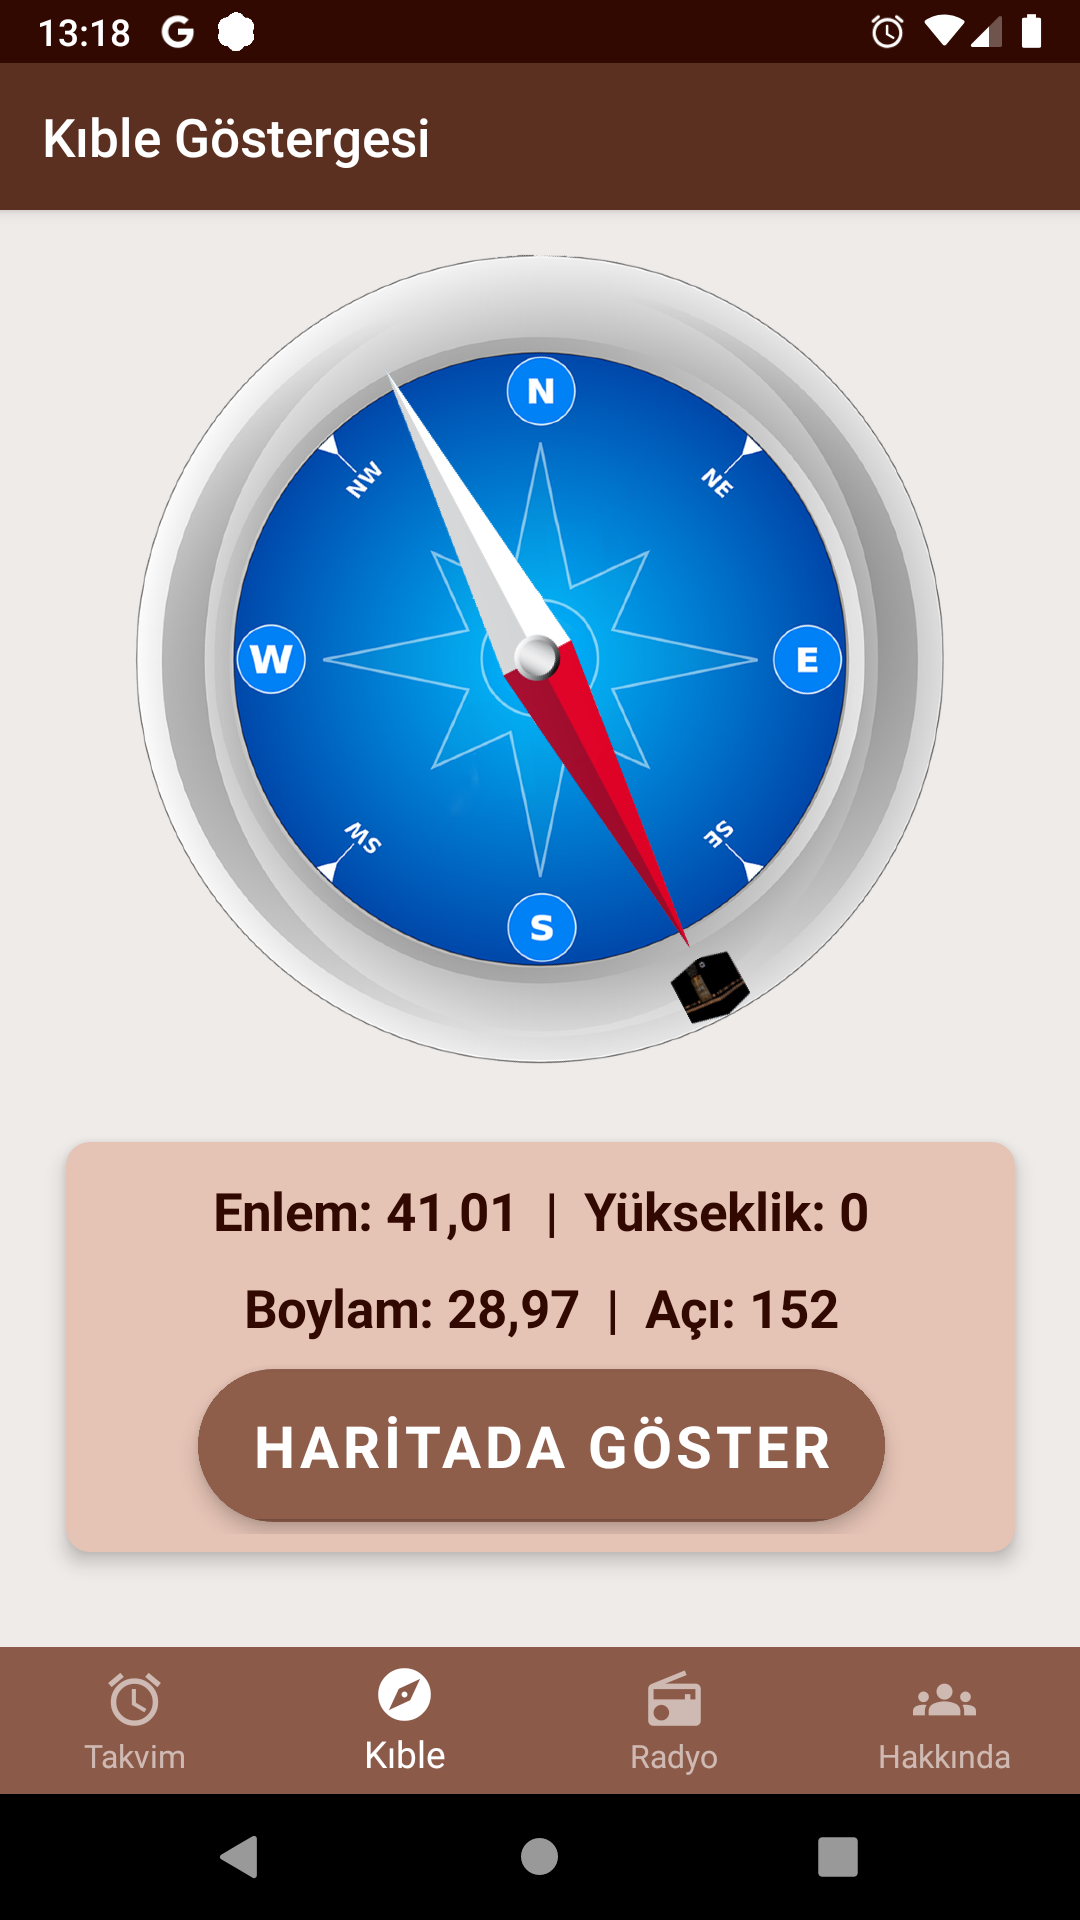 13:18
Kıble Göstergesi
N
NW
NE
W
E
SW
SE
S
Enlem: 41,01 | Yükseklik: 0
Boylam: 28,97 | Açı: 152
HARİTADA GÖSTER
Takvim
Kıble
Radyo
Hakkında